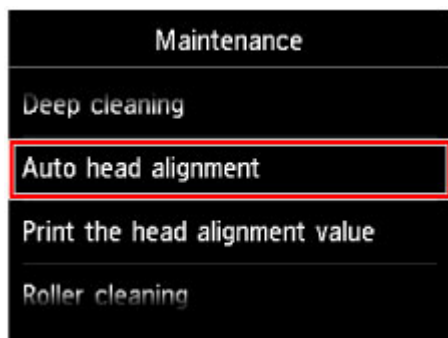 Maintenance
Deep cleaning
Auto head alignment
Print the head alignment value
Roller cleaning